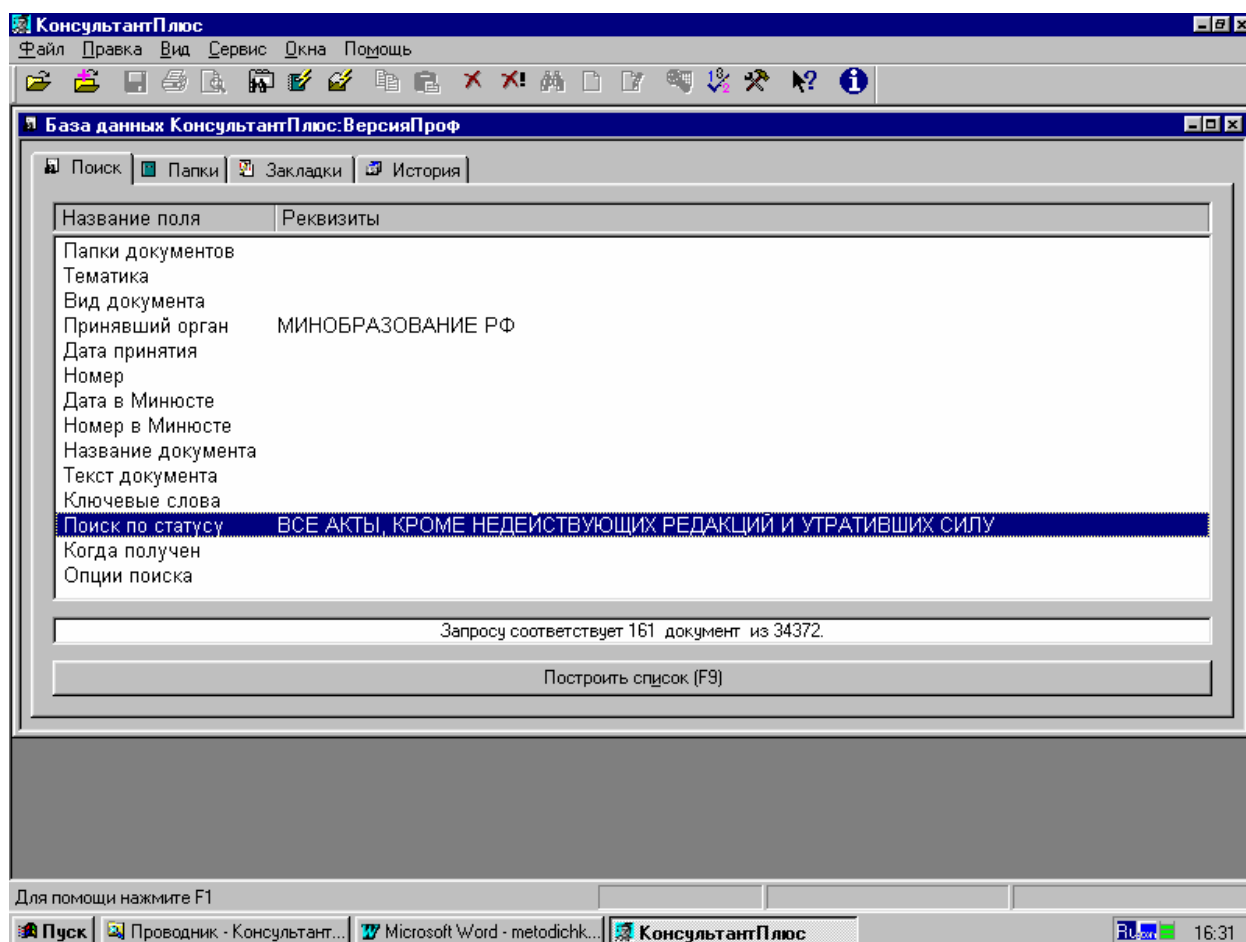 КонсультантПлюс
Файл Правка Вид Сервис Окна Помощь
База данных КонсультантПлюс:ВерсияПроф
Поиск Папки Закладки История
Название поля Реквизиты
Папки документов
Тематика
Вид документа
Принявший орган МИНОБРАЗОВАНИЕ РФ
Дата принятия
Номер
Дата в Минюсте
Номер в Минюсте
Название документа
Текст документа
Ключевые слова
Поиск по статусу ВСЕ АКТЫ, КРОМЕ НЕДЕЙСТВУЮЩИХ РЕДАКЦИЙ И УТРАТИВШИХ СИЛУ
Когда получен
Опции поиска
Запросу соответствует 161 документ из 34372.
Построить список (F9)
Для помощи нажмите F1
Пуск Проводник - Консультант... Microsoft Word - metodichk... КонсультантПлюс Ru 16:31